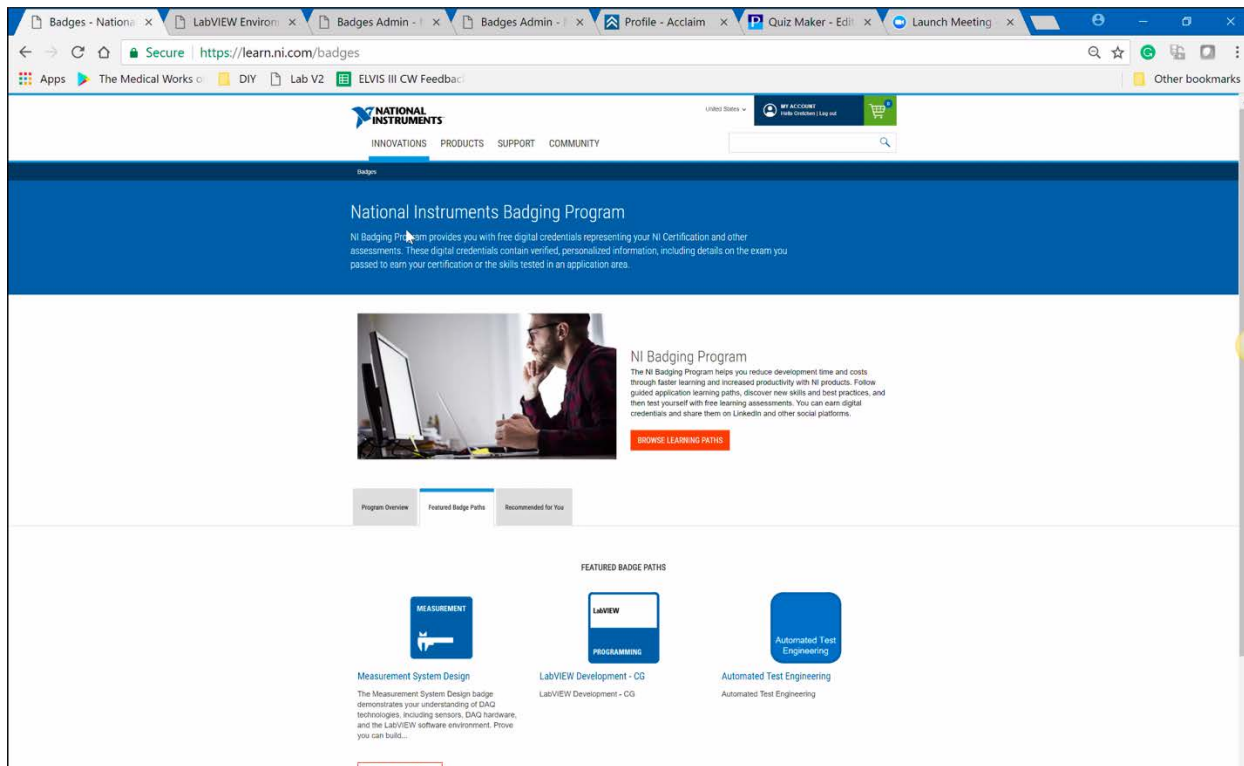 Badges - Nationa
LabVIEW Environ
Badges Admin -
Badges Admin -
Profile - Acclaim
Quiz Maker - Edi
Launch Meeting -
Secure | https://learn.ni.com/badges
Apps
The Medical Works o
DIY
Lab V2
ELVIS III CW Feedbac
Other bookmarks
NATIONAL
INSTRUMENTS
United States
MY ACCOUNT
Hello Gretchen | Log out
0
INNOVATIONS PRODUCTS SUPPORT COMMUNITY
Badges
National Instruments Badging Program
NI Badging Program provides you with free digital credentials representing your NI Certification and other
assessments. These digital credentials contain verified, personalized information, including details on the exam you
passed to earn your certification or the skills tested in an application area.
NI Badging Program
The NI Badging Program helps you reduce development time and costs
through faster learning and increased productivity with NI products. Follow
guided application learning paths, discover new skills and best practices, and
then test yourself with free learning assessments. You can earn digital
credentials and share them on LinkedIn and other social platforms.
BROWSE LEARNING PATHS
Program Overview
Featured Badge Paths
Recommended for You
FEATURED BADGE PATHS
MEASUREMENT
LabVIEW
PROGRAMMING
Automated Test
Engineering
Measurement System Design
The Measurement System Design badge
demonstrates your understanding of DAQ
technologies, including sensors, DAQ hardware,
and the LabVIEW software environment. Prove
you can build...
LabVIEW Development - CG
LabVIEW Development - CG
Automated Test Engineering
Automated Test Engineering